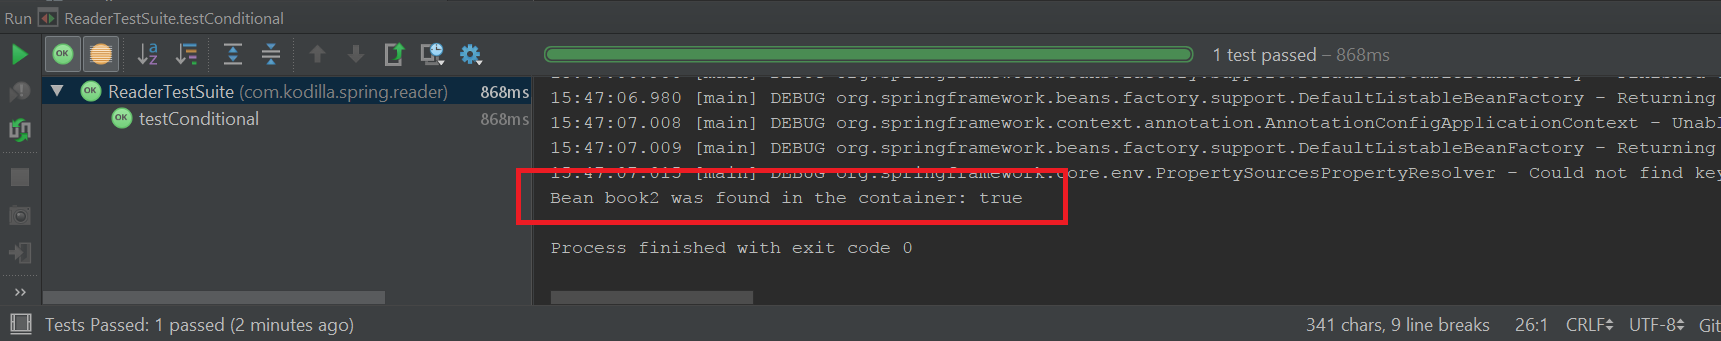 Run ReaderTestSuite.testConditional
1 test passed – 868ms
ReaderTestSuite (com.kodilla.spring.reader) 868ms
testConditional 868ms
15:47:06.980 [main] DEBUG org.springframework.beans.factory.support.DefaultListableBeanFactory - Returning
15:47:07.008 [main] DEBUG org.springframework.context.annotation.AnnotationConfigApplicationContext - Unabl
15:47:07.009 [main] DEBUG org.springframework.beans.factory.support.DefaultListableBeanFactory - Returning
15:47:07.015 [main] DEBUG org.springframework.core.env.PropertySourcesPropertyResolver - Could not find key
Bean book2 was found in the container: true
Process finished with exit code 0
Tests Passed: 1 passed (2 minutes ago) 341 chars, 9 line breaks 26:1 CRLF UTF-8 Git